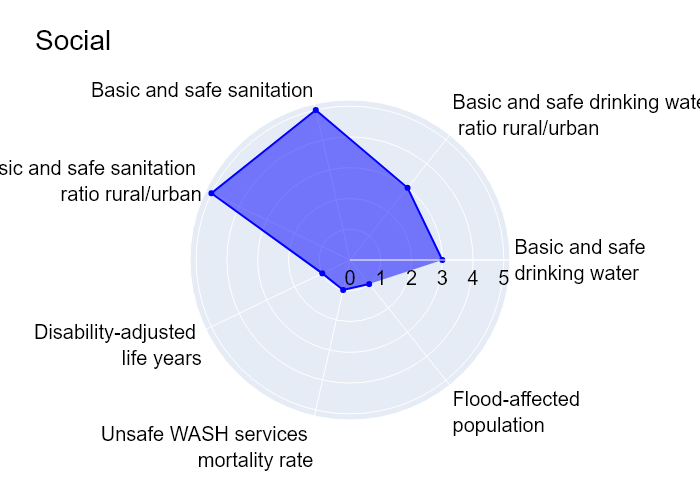 Social
Basic and safe sanitation
Basic and safe drinking
ratio rural/urban
and safe sanitation
ratio rural/urban
Basic and safe
drinking water
0 1 2 3 4 5
Disability-adjusted
life years
Flood-affected
population
Unsafe WASH services
mortality rate